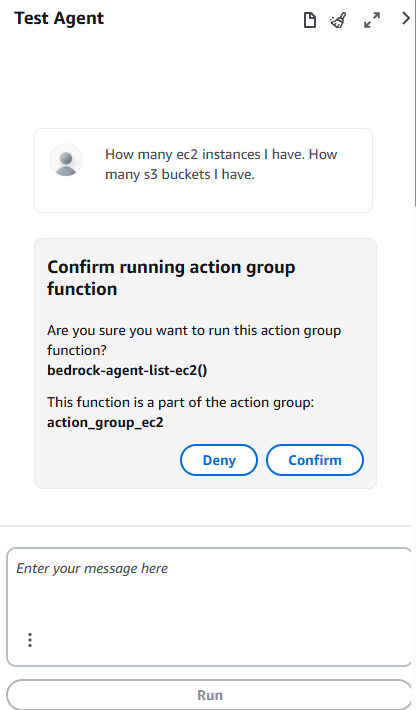 Test Agent
How many ec2 instances I have. How
many s3 buckets I have.
Confirm running action group
function
Are you sure you want to run this action group
function?
bedrock-agent-list-ec2()
This function is a part of the action group:
action_group_ec2
Deny
Confirm
Enter your message here
Run